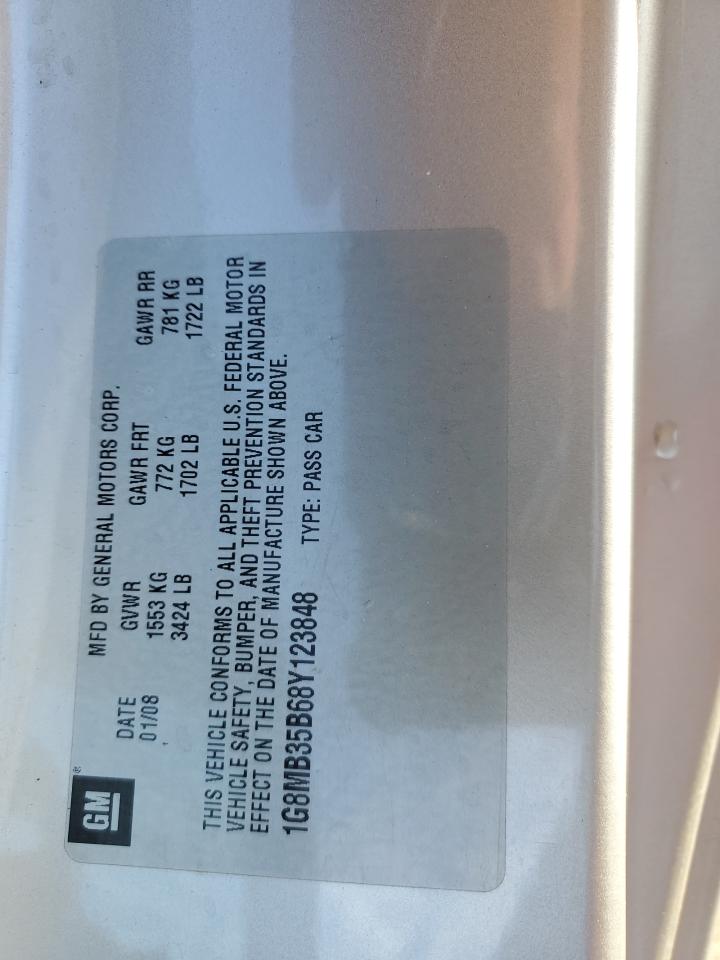 GM®
MFD BY GENERAL MOTORS CORP.
DATE GVWR GAWR FRT GAWR RR
01/08 1553 KG 772 KG 781 KG
3424 LB 1702 LB 1722 LB
THIS VEHICLE CONFORMS TO ALL APPLICABLE U.S. FEDERAL MOTOR
VEHICLE SAFETY, BUMPER, AND THEFT PREVENTION STANDARDS IN
EFFECT ON THE DATE OF MANUFACTURE SHOWN ABOVE.
1G8MB35B68Y123848 TYPE: PASS CAR